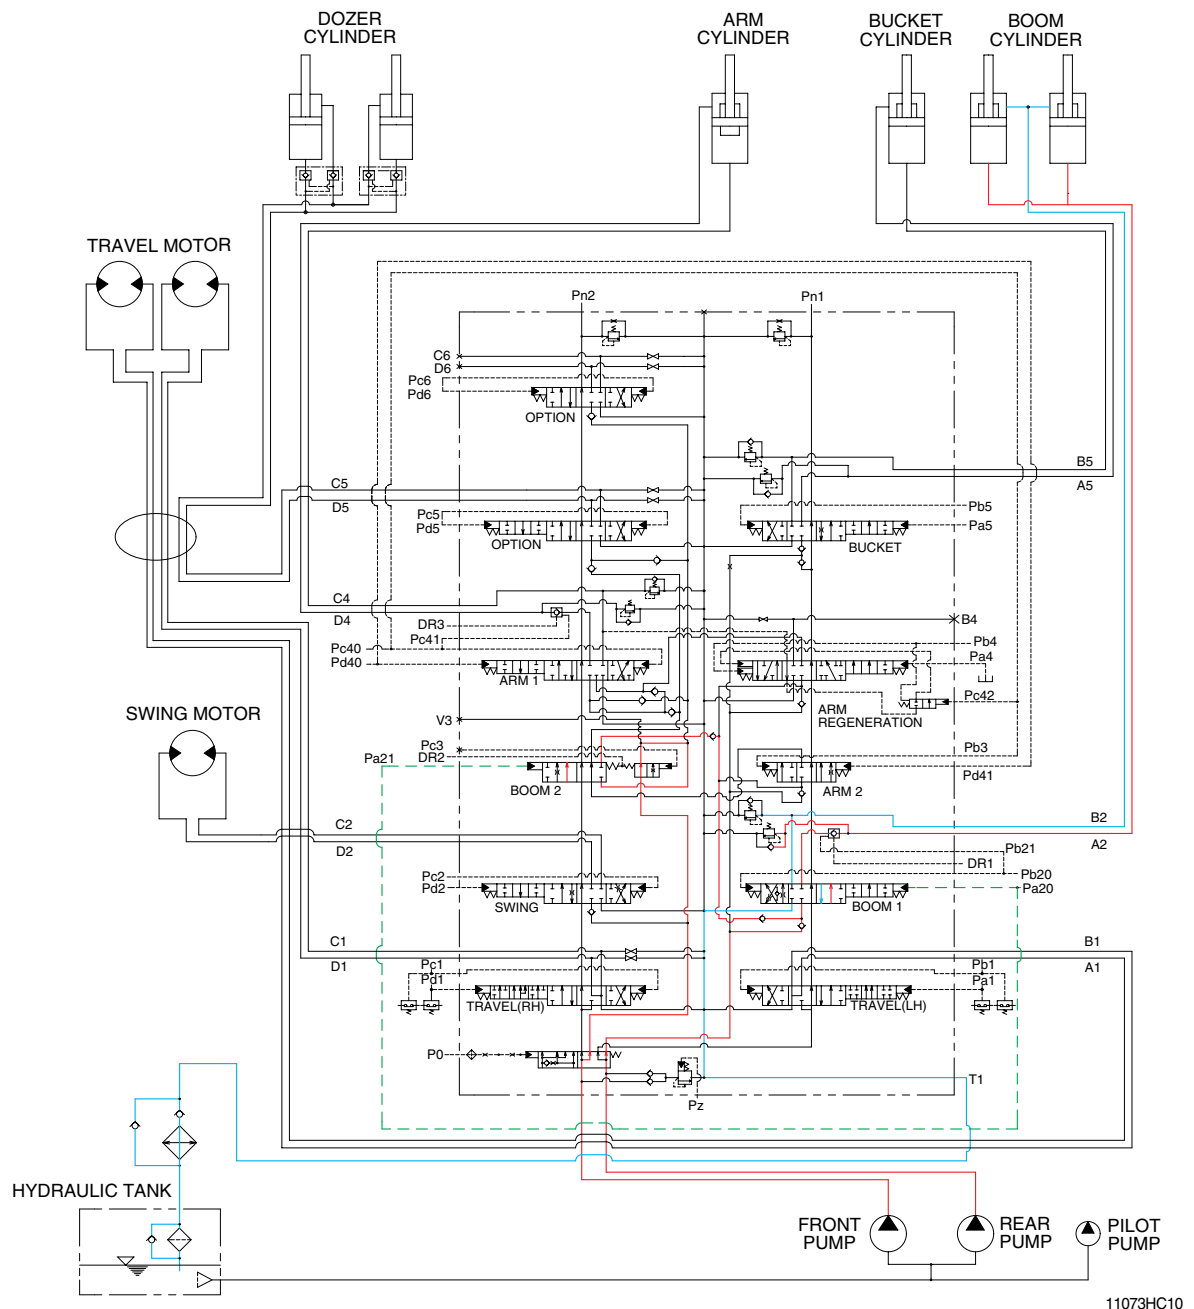 DOZER
CYLINDER
ARM
CYLINDER
BUCKET
CYLINDER
BOOM
CYLINDER
TRAVEL MOTOR
Pn2
Pn1
C6
D6
Pc6
Pd6
OPTION
C5
D5
B5
A5
Pc5
Pd5
OPTION
Pb5
Pa5
BUCKET
C4
D4
DR3
Pc41
Pc40
Pd40
ARM 1
B4
Pb4
Pa4
Pc42
ARM
REGENERATION
SWING MOTOR
V3
Pc3
DR2
Pa21
BOOM 2
Pb3
Pd41
ARM 2
C2
D2
B2
A2
Pb21
DR1
Pc2
Pd2
SWING
Pb20
Pa20
BOOM 1
C1
D1
B1
A1
Pc1
Pd1
TRAVEL(RH)
Pb1
Pa1
TRAVEL(LH)
P0
T1
Pz
HYDRAULIC TANK
FRONT
PUMP
REAR
PUMP
PILOT
PUMP
11073HC10